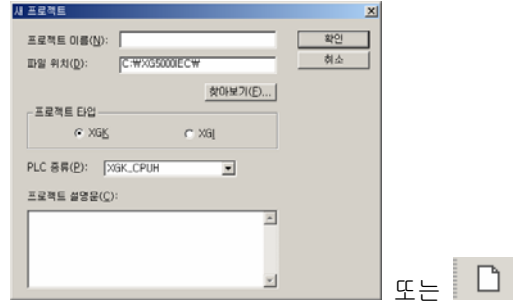 새 프로젝트
프로젝트 이름(N):
확인
파일 위치(D): C:₩XG5000IEC₩
취소
찾아보기(F)...
프로젝트 타입
XGK XGI
PLC 종류(P): XGK_CPUH
프로젝트 설명문(C):
또는